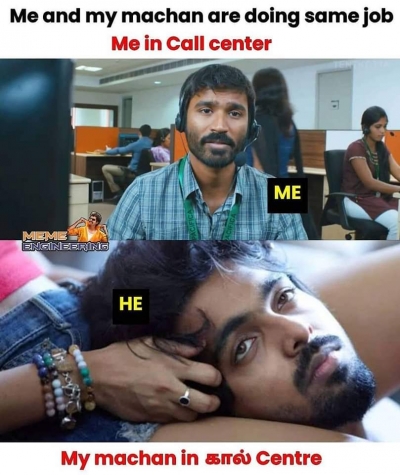 Me and my machan are doing same job
Me in Call center
ME
MEME
ENGINEERING
HE
My machan in கால் Centre